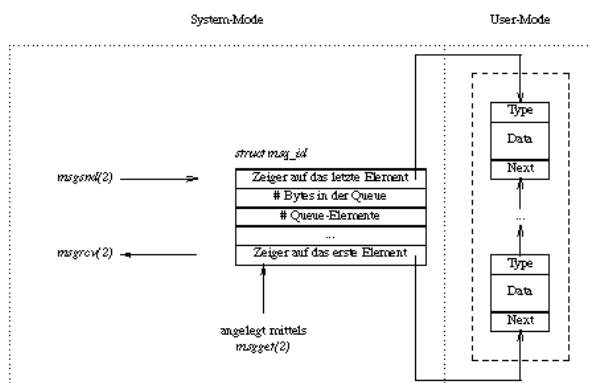 System-Mode
User-Mode
struct msq_id
Zeiger auf das letzte Element
# Bytes in der Queue
# Queue-Elemente
...
Zeiger auf das erste Element
msgsnd(2)
msgrcv(2)
angelegt mittels
msgget(2)
Type
Data
Next
...
Type
Data
Next